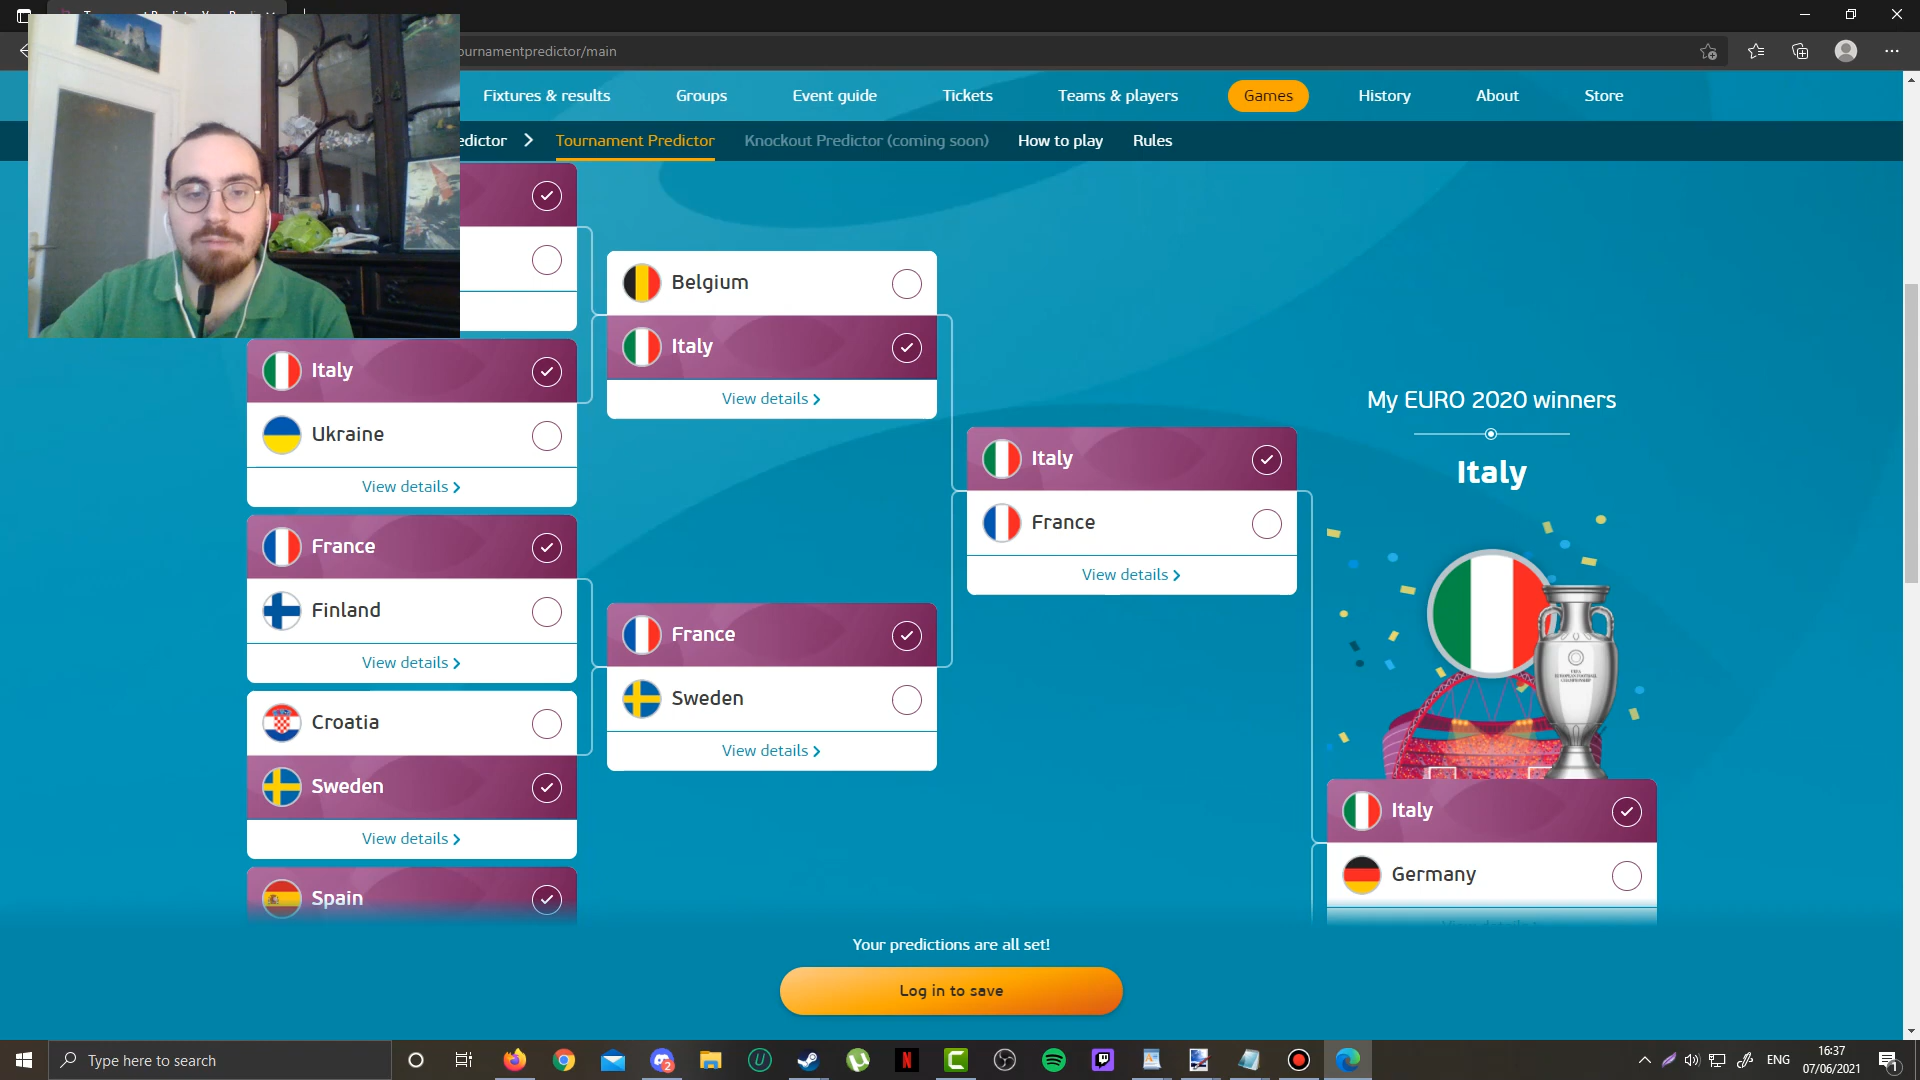 ournamentpredictor/main
Fixtures & results
Groups
Event guide
Tickets
Teams & players
Games
History
About
Store
edictor
Tournament Predictor
Knockout Predictor (coming soon)
How to play
Rules
Italy
Ukraine
View details
France
Finland
View details
Croatia
Sweden
View details
Spain
Belgium
Italy
View details
France
Sweden
View details
Italy
France
View details
My EURO 2020 winners
Italy
Italy
Germany
Your predictions are all set!
Log in to save
Type here to search
2
ENG
16:37
07/06/2021
1